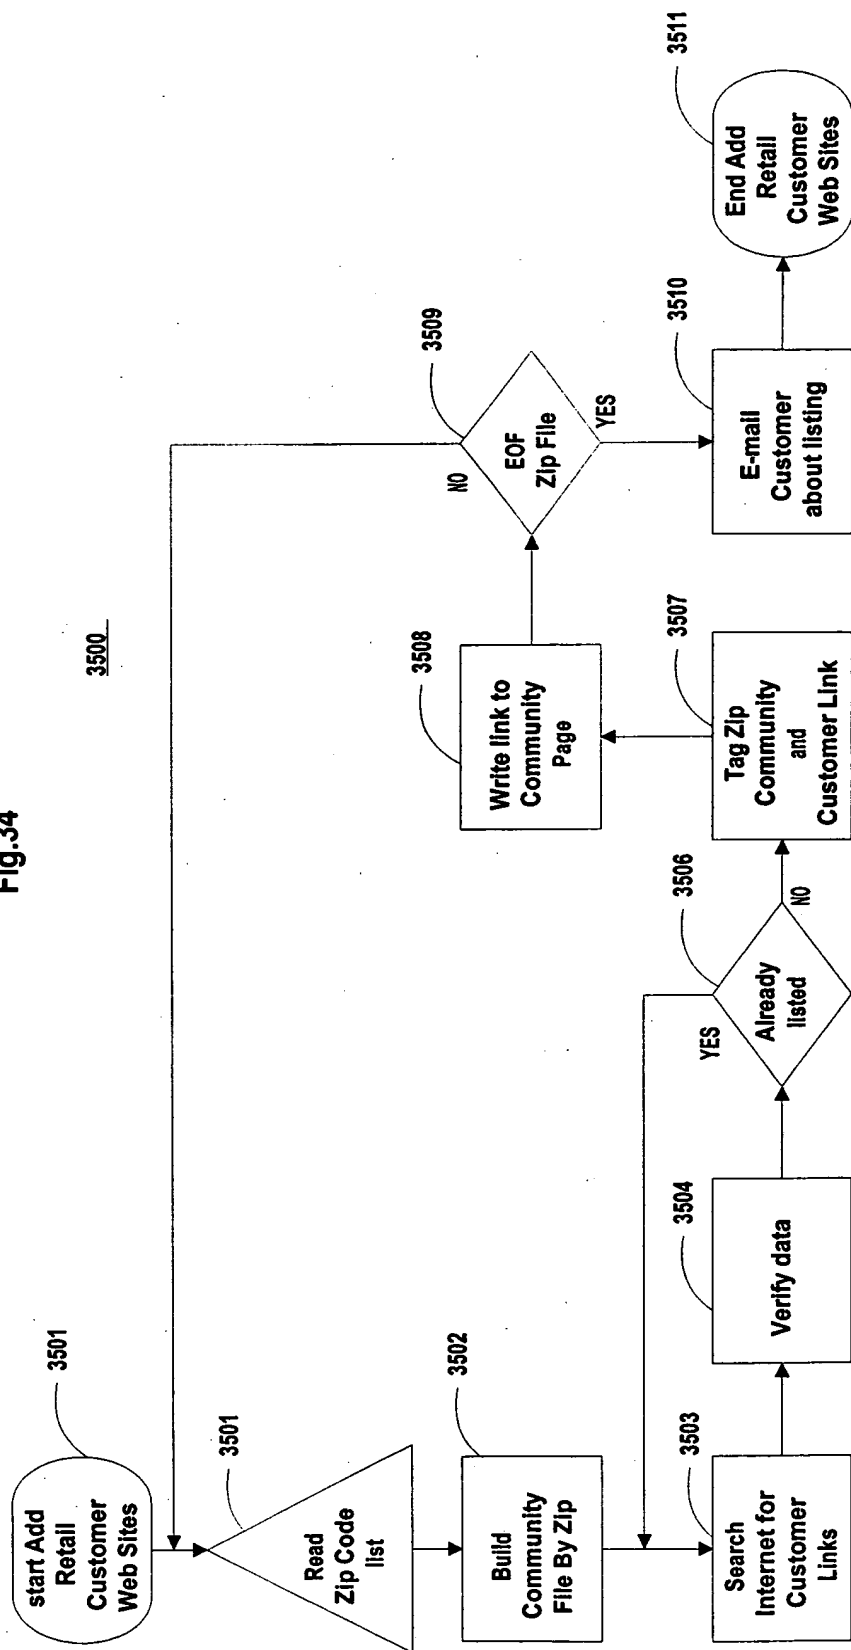 Fig.34
3500
start Add
Retail
Customer
Web Sites
3501
Read
Zip Code
list
3501
Build
Community
File By Zip
3502
Search
Internet for
Customer
Links
3503
Verify data
3504
Already
listed
3506
YES
NO
Tag Zip
Community
and
Customer Link
3507
Write link to
Community
Page
3508
EOF
Zip File
3509
NO
YES
E-mail
Customer
about listing
3510
End Add
Retail
Customer
Web Sites
3511